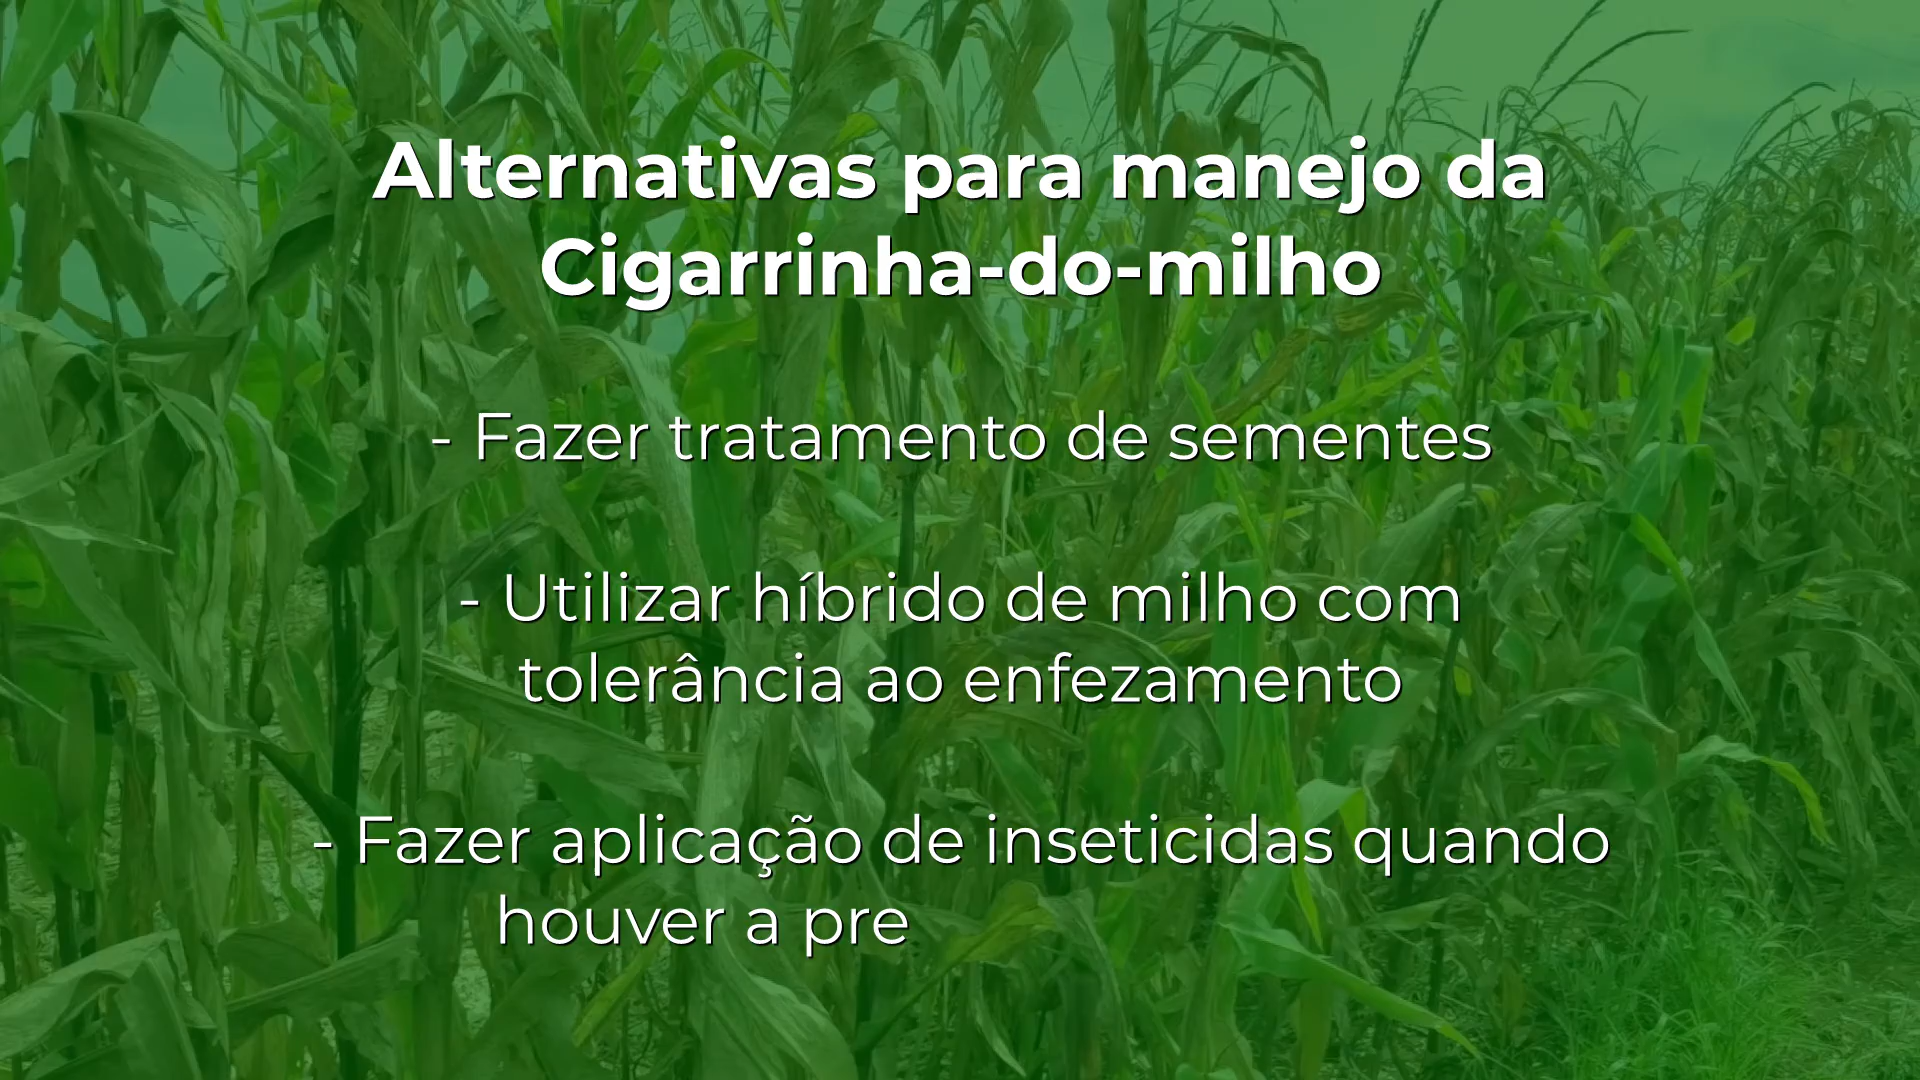 Alternativas para manejo da
Cigarrinha-do-milho
- Fazer tratamento de sementes
- Utilizar híbrido de milho com
tolerância ao enfezamento
- Fazer aplicação de inseticidas quando
houver a pre